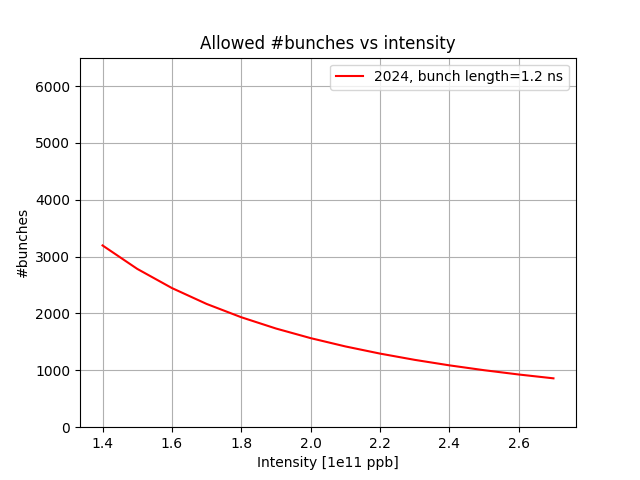 Allowed #bunches vs intensity
2024, bunch length=1.2 ns
6000
5000
4000
3000
2000
1000
0
#bunches
1.4 1.6 1.8 2.0 2.2 2.4 2.6
Intensity [1e11 ppb]